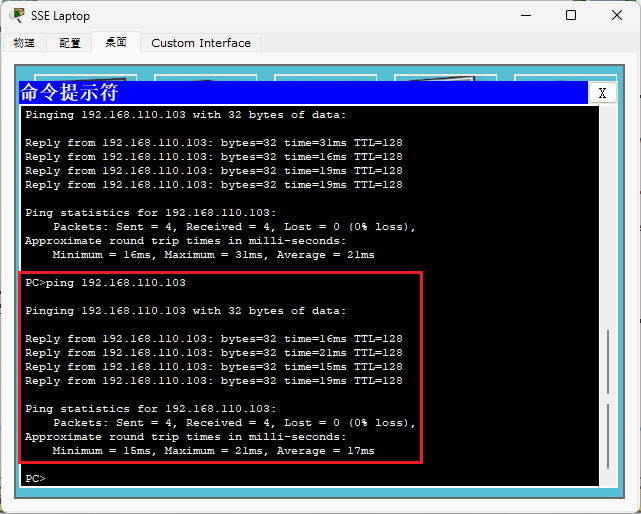 SSE Laptop
物理 配置 桌面 Custom Interface
命令提示符 X
Pinging 192.168.110.103 with 32 bytes of data:
Reply from 192.168.110.103: bytes=32 time=31ms TTL=128
Reply from 192.168.110.103: bytes=32 time=16ms TTL=128
Reply from 192.168.110.103: bytes=32 time=19ms TTL=128
Reply from 192.168.110.103: bytes=32 time=19ms TTL=128
Ping statistics for 192.168.110.103:
Packets: Sent = 4, Received = 4, Lost = 0 (0% loss),
Approximate round trip times in milli-seconds:
Minimum = 16ms, Maximum = 31ms, Average = 21ms
PC>ping 192.168.110.103
Pinging 192.168.110.103 with 32 bytes of data:
Reply from 192.168.110.103: bytes=32 time=16ms TTL=128
Reply from 192.168.110.103: bytes=32 time=21ms TTL=128
Reply from 192.168.110.103: bytes=32 time=15ms TTL=128
Reply from 192.168.110.103: bytes=32 time=19ms TTL=128
Ping statistics for 192.168.110.103:
Packets: Sent = 4, Received = 4, Lost = 0 (0% loss),
Approximate round trip times in milli-seconds:
Minimum = 15ms, Maximum = 21ms, Average = 17ms
PC>